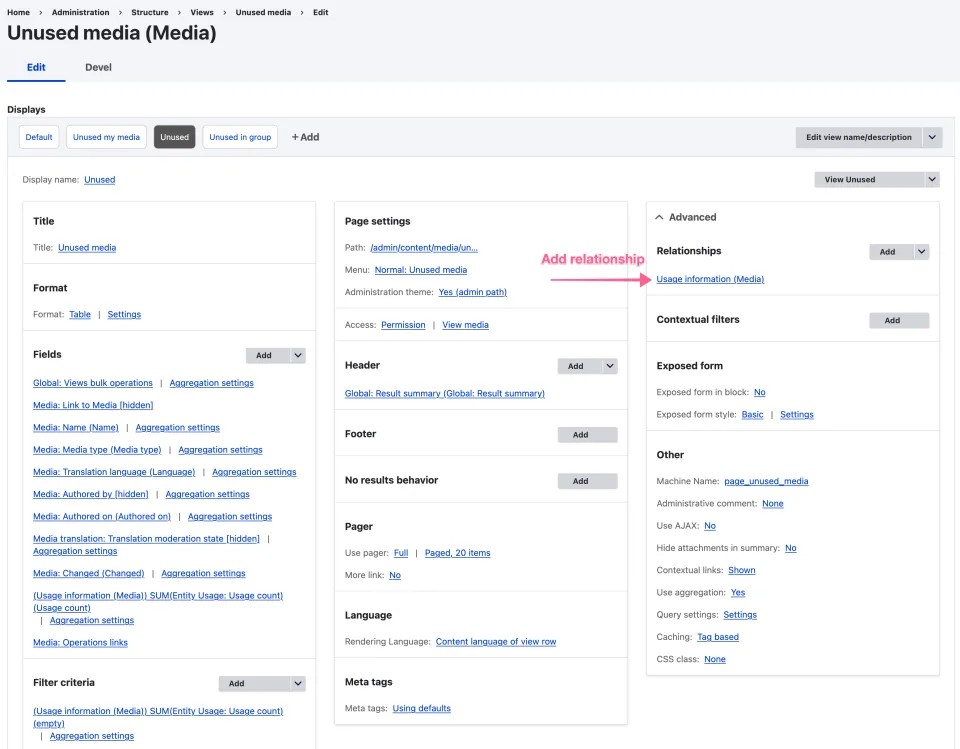 Home › Administration › Structure › Views › Unused media › Edit
Unused media (Media)
Edit Devel
Displays
Default Unused my media Unused Unused in group + Add Edit view name/description
Display name: Unused View Unused
Title
Title: Unused media
Format
Format: Table | Settings
Fields Add
Global: Views bulk operations | Aggregation settings
Media: Link to Media [hidden]
Media: Name (Name) | Aggregation settings
Media: Media type (Media type) | Aggregation settings
Media: Translation language (Language) | Aggregation settings
Media: Authored by [hidden] | Aggregation settings
Media: Authored on (Authored on) | Aggregation settings
Media translation: Translation moderation state [hidden] |
Aggregation settings
Media: Changed (Changed) | Aggregation settings
(Usage information (Media)) SUM(Entity Usage: Usage count)
(Usage count)
| Aggregation settings
Media: Operations links
Filter criteria Add
(Usage information (Media)) SUM(Entity Usage: Usage count)
(empty)
| Aggregation settings
Page settings
Path: /admin/content/media/un...
Menu: Normal: Unused media
Administration theme: Yes (admin path)
Access: Permission | View media
Header Add
Global: Result summary (Global: Result summary)
Footer Add
No results behavior Add
Pager
Use pager: Full | Paged, 20 items
More link: No
Language
Rendering Language: Content language of view row
Meta tags
Meta tags: Using defaults
Add relationship
Advanced
Relationships Add
Usage information (Media)
Contextual filters Add
Exposed form
Exposed form in block: No
Exposed form style: Basic | Settings
Other
Machine Name: page_unused_media
Administrative comment: None
Use AJAX: No
Hide attachments in summary: No
Contextual links: Shown
Use aggregation: Yes
Query settings: Settings
Caching: Tag based
CSS class: None